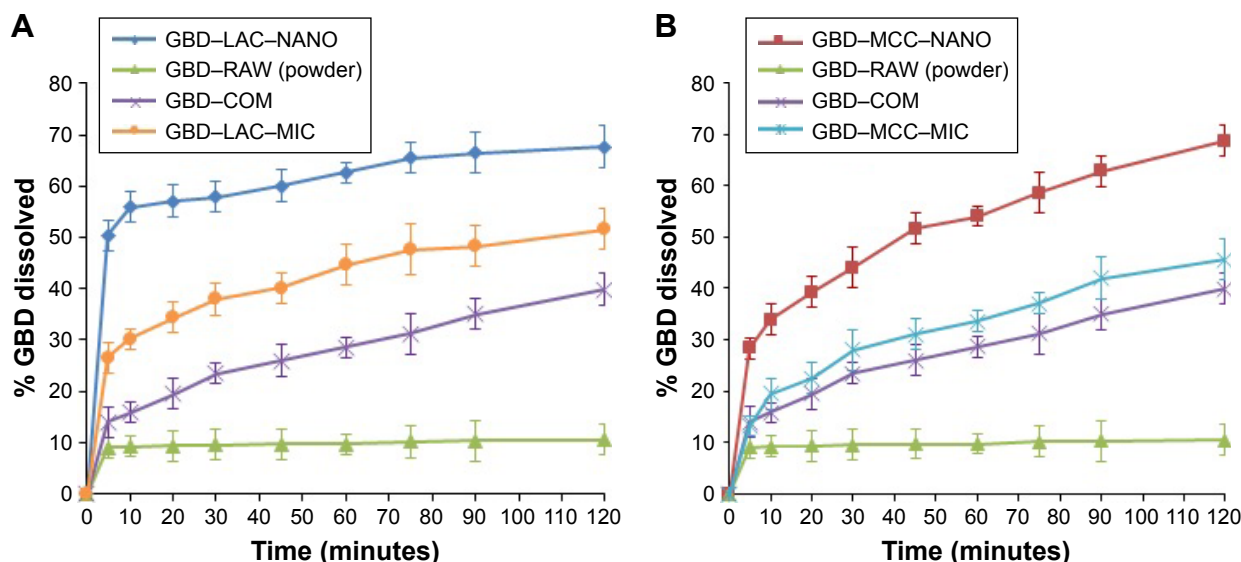 A
GBD–LAC–NANO
GBD–RAW (powder)
GBD–COM
GBD–LAC–MIC
% GBD dissolved
80
70
60
50
40
30
20
10
0
0 10 20 30 40 50 60 70 80 90 100 110 120
Time (minutes)
B
GBD–MCC–NANO
GBD–RAW (powder)
GBD–COM
GBD–MCC–MIC
% GBD dissolved
80
70
60
50
40
30
20
10
0
0 10 20 30 40 50 60 70 80 90 100 110 120
Time (minutes)